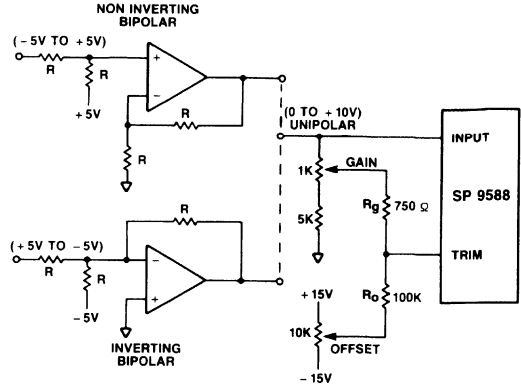 NON INVERTING
BIPOLAR
(−5V TO +5V)
R
R
+5V
+
−
R
R
(0 TO +10V)
UNIPOLAR
INPUT
GAIN
1K
SP 9588
5K
Rg 750 Ω
TRIM
Ro 100K
+15V
10K
OFFSET
−15V
(+5V TO −5V)
R
R
R
−5V
−
+
INVERTING
BIPOLAR